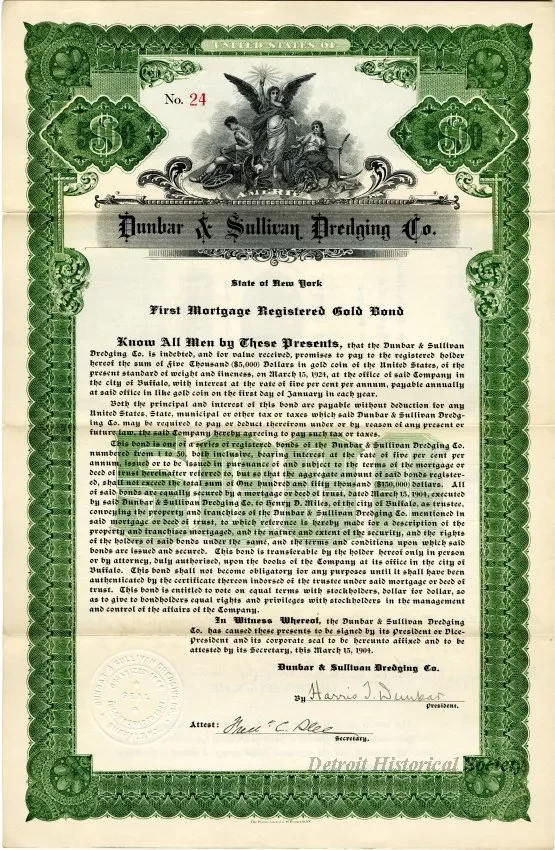 UNITED STATES OF
No. 24
$5000
$5000
AMERICA
Dunbar & Sullivan Dredging Co.
State of New York
First Mortgage Registered Gold Bond
Know All Men by These Presents, that the Dunbar & Sullivan
Dredging Co. is indebted, and for value received, promises to pay to the registered holder
hereof the sum of Five Thousand ($5,000) Dollars in gold coin of the United States, of the
present standard of weight and fineness, on March 15, 1924, at the office of said Company in
the city of Buffalo, with interest at the rate of five per cent per annum, payable annually
at said office in like gold coin on the first day of January in each year.
Both the principal and interest of this bond are payable without deduction for any
United States, State, municipal or other tax or taxes which said Dunbar & Sullivan Dredg-
ing Co. may be required to pay or deduct therefrom under or by reason of any present or
future law, the said Company hereby agreeing to pay such tax or taxes.
This bond is one of a series of registered bonds of the Dunbar & Sullivan Dredging Co.
numbered from 1 to 50, both inclusive, bearing interest at the rate of five per cent per
annum, issued or to be issued in pursuance of and subject to the terms of the mortgage or
deed of trust hereinafter referred to, but so that the aggregate amount of said bonds register-
ed, shall not exceed the total sum of One hundred and fifty thousand ($150,000) dollars. All
of said bonds are equally secured by a mortgage or deed of trust, dated March 15, 1904, executed
by said Dunbar & Sullivan Dredging Co. to Henry D. Miles, of the city of Buffalo, as trustee,
conveying the property and franchises of the Dunbar & Sullivan Dredging Co. mentioned in
said mortgage or deed of trust, to which reference is hereby made for a description of the
property and franchises mortgaged, and the nature and extent of the security, and the rights
of the holders of said bonds under the same, and the terms and conditions upon which said
bonds are issued and secured. This bond is transferable by the holder hereof only in person
or by attorney, duly authorised, upon the books of the Company at its office in the city of
Buffalo. This bond shall not become obligatory for any purposes until it shall have been
authenticated by the certificate thereon indorsed of the trustee under said mortgage or deed of
trust. This bond is entitled to vote on equal terms with stockholders, dollar for dollar, so
as to give to bondholders equal rights and privileges with stockholders in the management
and control of the affairs of the Company.
In Witness Whereof, the Dunbar & Sullivan Dredging
Co. has caused these presents to be signed by its President or Vice-
President and its corporate seal to be hereunto affixed and to
be attested by its Secretary, this March 15, 1904.
Dunbar & Sullivan Dredging Co.
By Harris T. Dunbar
President.
SEAL
Attest:
Secretary.
Detroit Historical Society